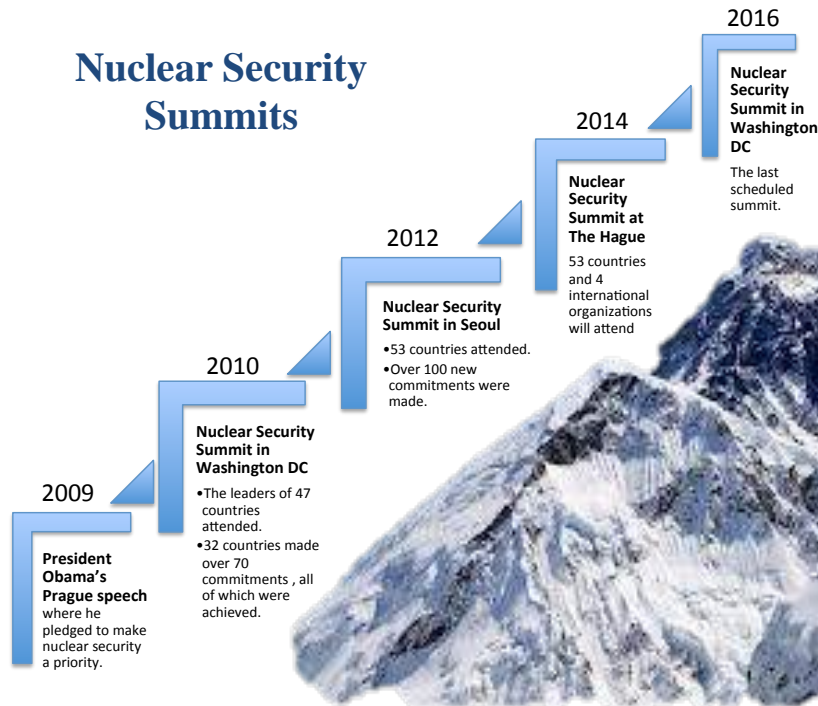 Nuclear Security
Summits
2009
President
Obama's
Prague speech
where he
pledged to make
nuclear security
a priority.
2010
Nuclear Security
Summit in
Washington DC
•The leaders of 47
countries
attended.
•32 countries made
over 70
commitments , all
of which were
achieved.
2012
Nuclear Security
Summit in Seoul
•53 countries attended.
•Over 100 new
commitments were
made.
2014
Nuclear
Security
Summit at
The Hague
53 countries
and 4
international
organizations
will attend
2016
Nuclear
Security
Summit in
Washington
DC
The last
scheduled
summit.